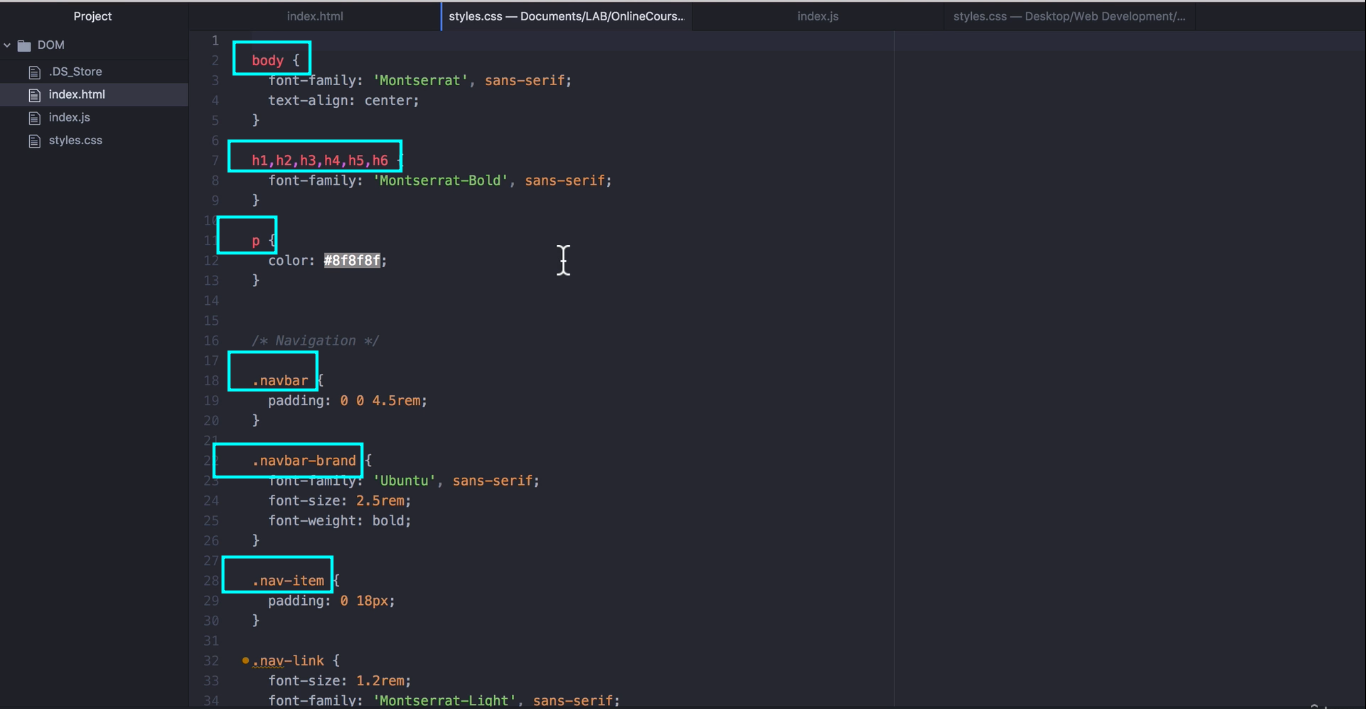 Project
index.html
styles.css — Documents/LAB/OnlineCours...
index.js
styles.css — Desktop/Web Development/...
DOM
.DS_Store
index.html
index.js
styles.css
1
2 body {
3 font-family: 'Montserrat', sans-serif;
4 text-align: center;
5 }
6
7 h1,h2,h3,h4,h5,h6 {
8 font-family: 'Montserrat-Bold', sans-serif;
9 }
10
11 p {
12 color: #8f8f8f;
13 }
14
15
16 /* Navigation */
17
18 .navbar {
19 padding: 0 0 4.5rem;
20 }
21
22 .navbar-brand {
23 font-family: 'Ubuntu', sans-serif;
24 font-size: 2.5rem;
25 font-weight: bold;
26 }
27
28 .nav-item {
29 padding: 0 18px;
30 }
31
32 .nav-link {
33 font-size: 1.2rem;
34 font-family: 'Montserrat-Light', sans-serif;